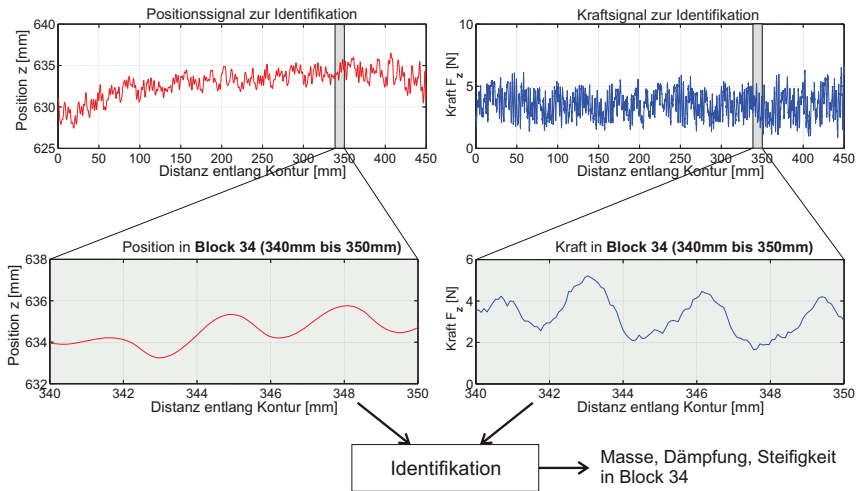 Positionssignal zur Identifikation
Kraftsignal zur Identifikation
640
635
630
625
Position z [mm]
0 50 100 150 200 250 300 350 400 450
Distanz entlang Kontur [mm]
10
5
0
Kraft Fz [N]
0 50 100 150 200 250 300 350 400 450
Distanz entlang Kontur [mm]
Position in Block 34 (340mm bis 350mm)
Kraft in Block 34 (340mm bis 350mm)
638
636
634
632
Position z [mm]
340 342 344 346 348 350
Distanz entlang Kontur [mm]
6
4
2
0
Kraft Fz [N]
340 342 344 346 348 350
Distanz entlang Kontur [mm]
Identifikation
Masse, Dämpfung, Steifigkeit
in Block 34